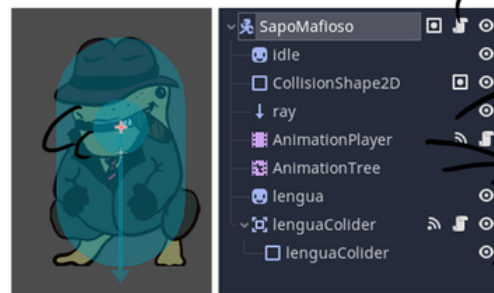 SapoMafioso
idle
CollisionShape2D
ray
AnimationPlayer
AnimationTree
lengua
lenguaColider
lenguaColider